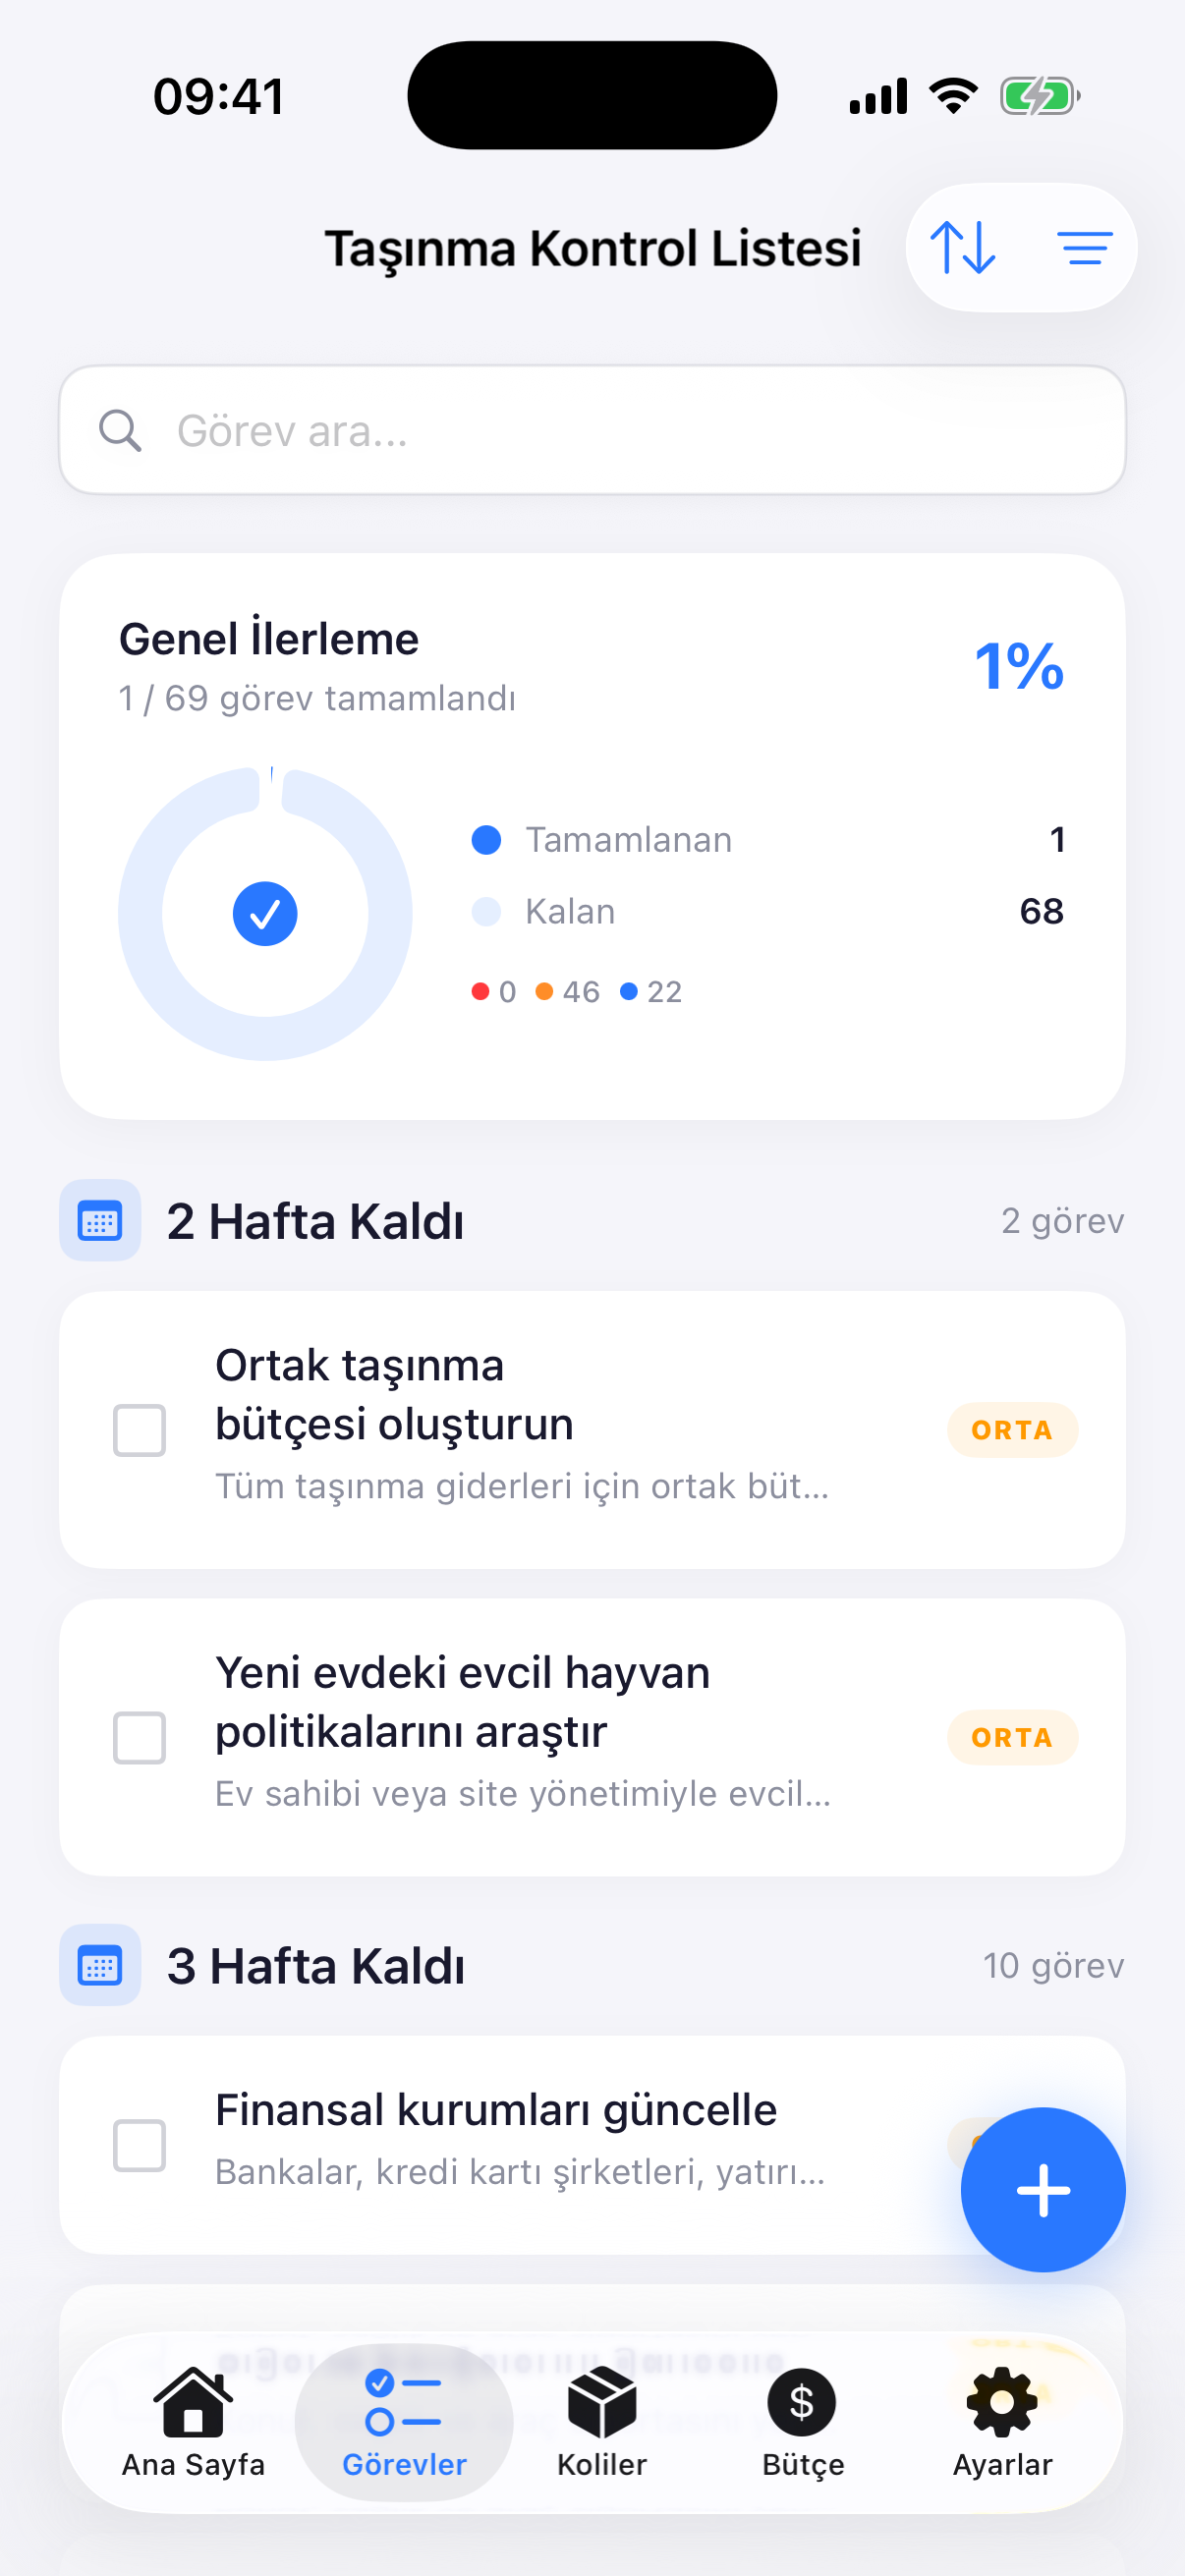 09:41
Taşınma Kontrol Listesi
Görev ara...
Genel İlerleme
1 / 69 görev tamamlandı
1%
Tamamlanan 1
Kalan 68
0 46 22
2 Hafta Kaldı
2 görev
Ortak taşınma
bütçesi oluşturun
Tüm taşınma giderleri için ortak büt...
ORTA
Yeni evdeki evcil hayvan
politikalarını araştır
Ev sahibi veya site yönetimiyle evcil...
ORTA
3 Hafta Kaldı
10 görev
Finansal kurumları güncelle
Bankalar, kredi kartı şirketleri, yatırı...
Ana Sayfa
Görevler
Koliler
Bütçe
Ayarlar